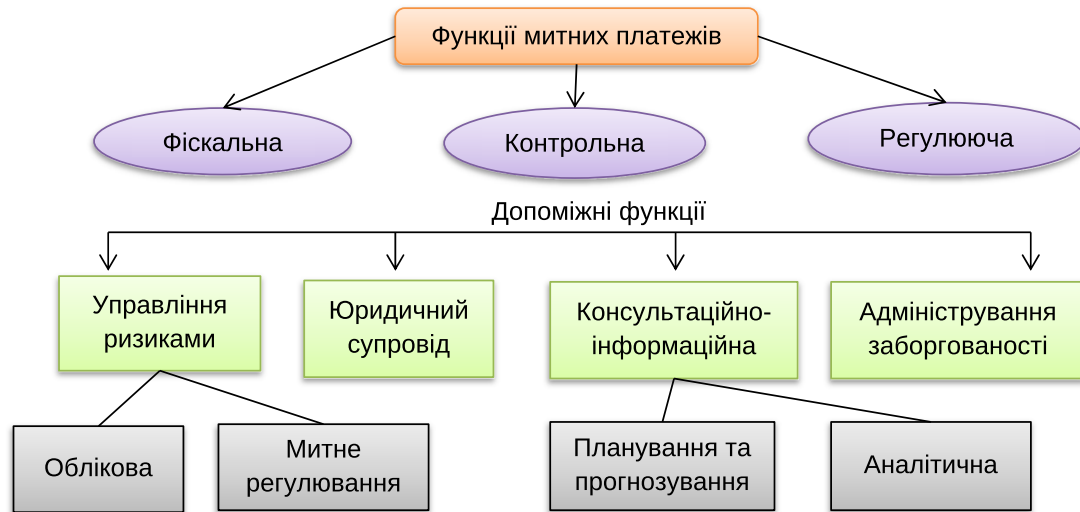 Функції митних платежів
Фіскальна
Контрольна
Регулююча
Допоміжні функції
Управління
ризиками
Юридичний
супровід
Консультаційно-
інформаційна
Адміністрування
заборгованості
Облікова
Митне
регулювання
Планування та
прогнозування
Аналітична